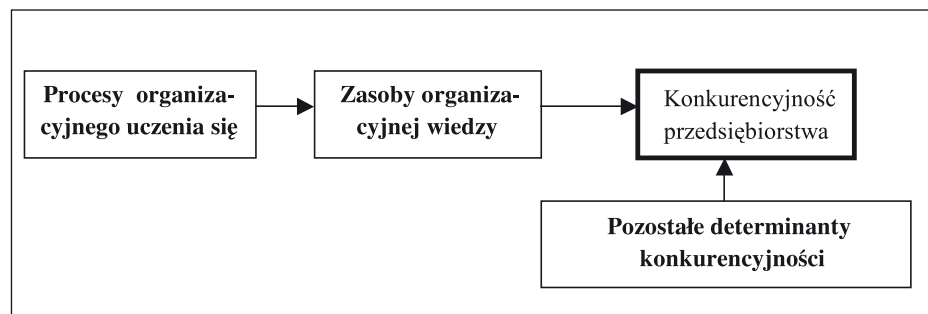 Procesy organiza-
cyjnego uczenia się
Zasoby organiza-
cyjnej wiedzy
Konkurencyjność
przedsiębiorstwa
Pozostałe determinanty
konkurencyjności